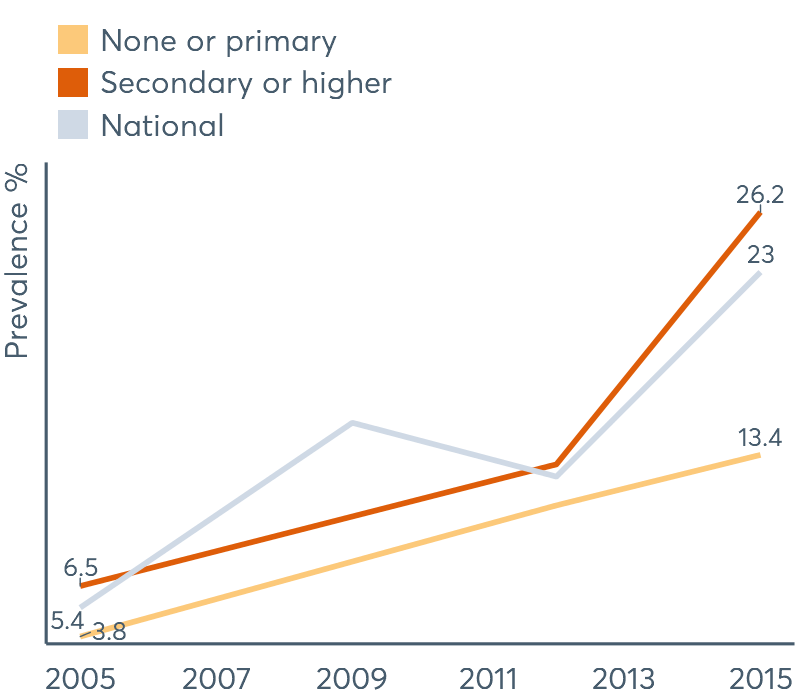 None or primary
Secondary or higher
National
Prevalence %
26.2
23
13.4
6.5
5.4
3.8
2005 2007 2009 2011 2013 2015